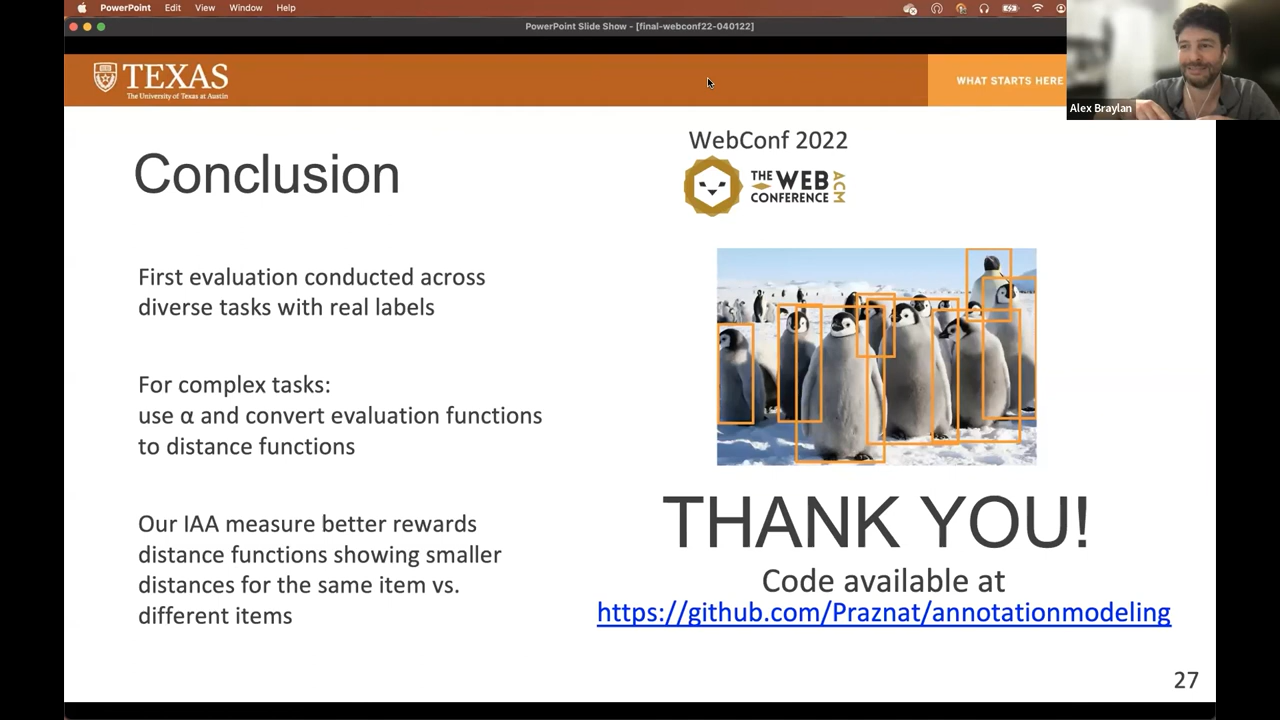 PowerPoint Edit View Window Help
PowerPoint Slide Show - [final-webconf22-040122]
TEXAS
The University of Texas at Austin
WHAT STARTS HERE
Alex Braylan
WebConf 2022
THE WEB CONFERENCE ACM
Conclusion
First evaluation conducted across
diverse tasks with real labels
For complex tasks:
use α and convert evaluation functions
to distance functions
Our IAA measure better rewards
distance functions showing smaller
distances for the same item vs.
different items
THANK YOU!
Code available at
https://github.com/Praznat/annotationmodeling
27